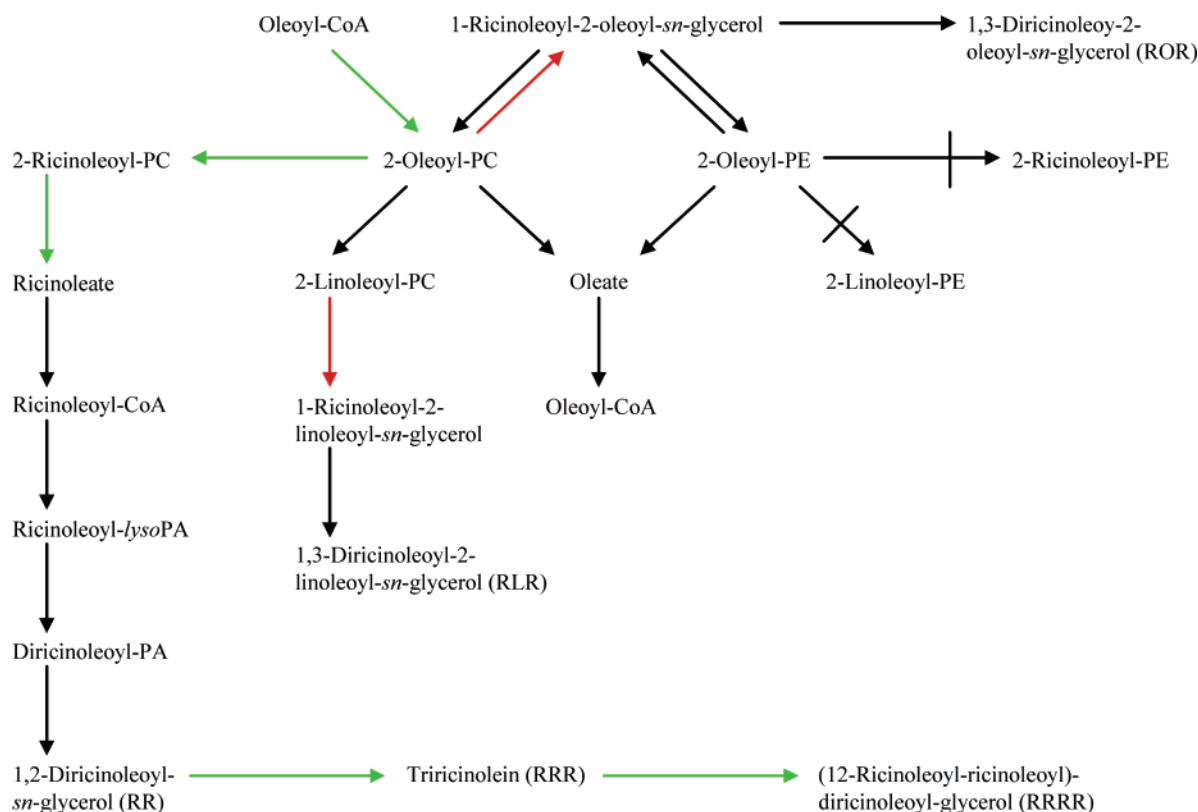 Oleoyl-CoA
1-Ricinoleoyl-2-oleoyl-sn-glycerol
1,3-Diricinoleoy-2-
oleoyl-sn-glycerol (ROR)
2-Ricinoleoyl-PC
2-Oleoyl-PC
2-Oleoyl-PE
2-Ricinoleoyl-PE
Ricinoleate
2-Linoleoyl-PC
Oleate
2-Linoleoyl-PE
Ricinoleoyl-CoA
1-Ricinoleoyl-2-
linoleoyl-sn-glycerol
Oleoyl-CoA
Ricinoleoyl-lysoPA
1,3-Diricinoleoyl-2-
linoleoyl-sn-glycerol (RLR)
Diricinoleoyl-PA
1,2-Diricinoleoyl-
sn-glycerol (RR)
Triricinolein (RRR)
(12-Ricinoleoyl-ricinoleoyl)-
diricinoleoyl-glycerol (RRRR)